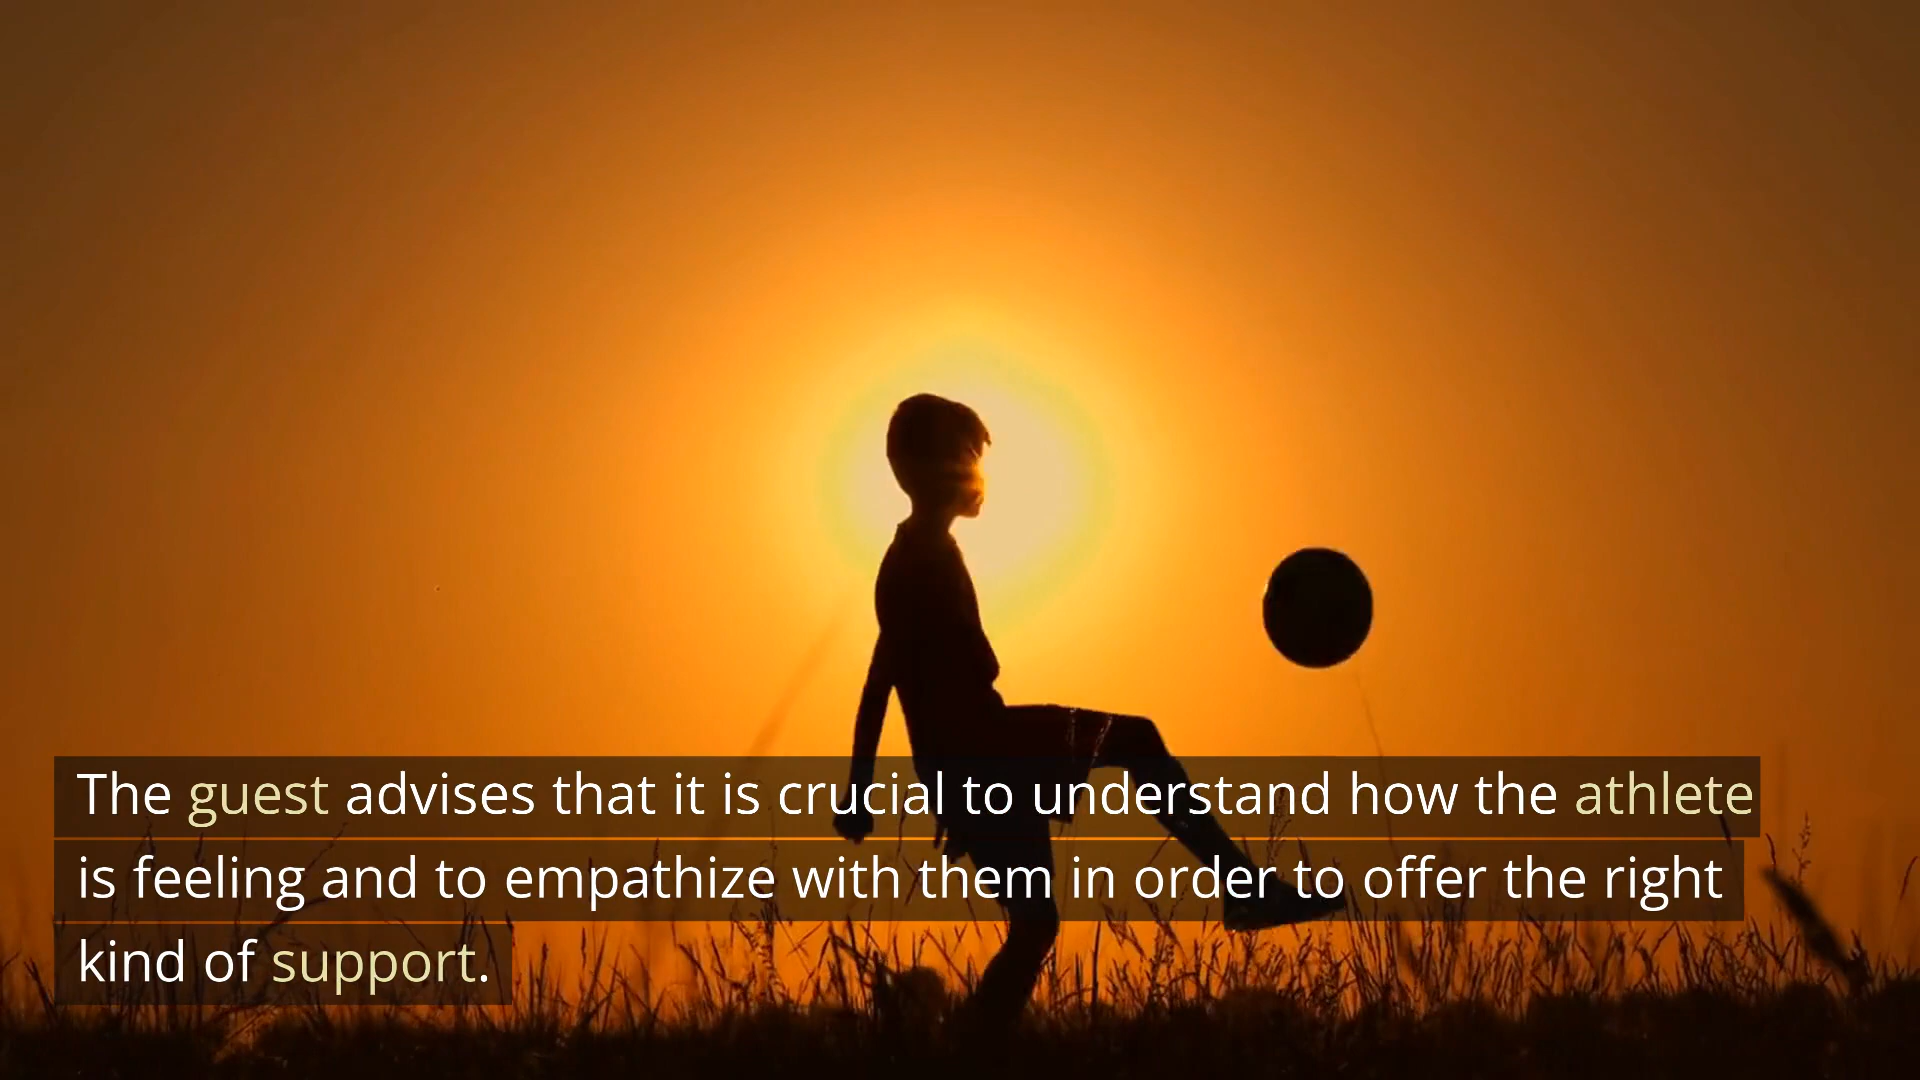 The guest advises that it is crucial to understand how the athlete
is feeling and to empathize with them in order to offer the right
kind of support.